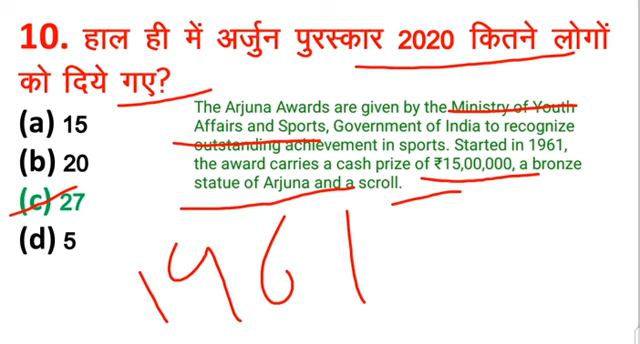 10. हाल ही में अर्जुन पुरस्कार 2020 कितने लोगों
को दिये गए?
(a) 15
(b) 20
(c) 27
(d) 5
The Arjuna Awards are given by the Ministry of Youth
Affairs and Sports, Government of India to recognize
outstanding achievement in sports. Started in 1961,
the award carries a cash prize of ₹15,00,000, a bronze
statue of Arjuna and a scroll.
1961